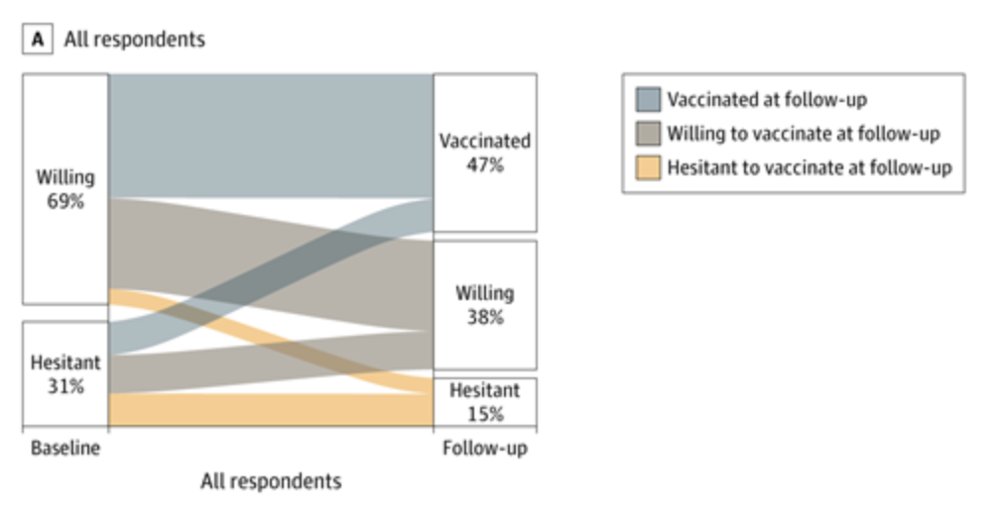 A All respondents
Willing
69%
Hesitant
31%
Baseline
Vaccinated
47%
Willing
38%
Hesitant
15%
Follow-up
All respondents
Vaccinated at follow-up
Willing to vaccinate at follow-up
Hesitant to vaccinate at follow-up